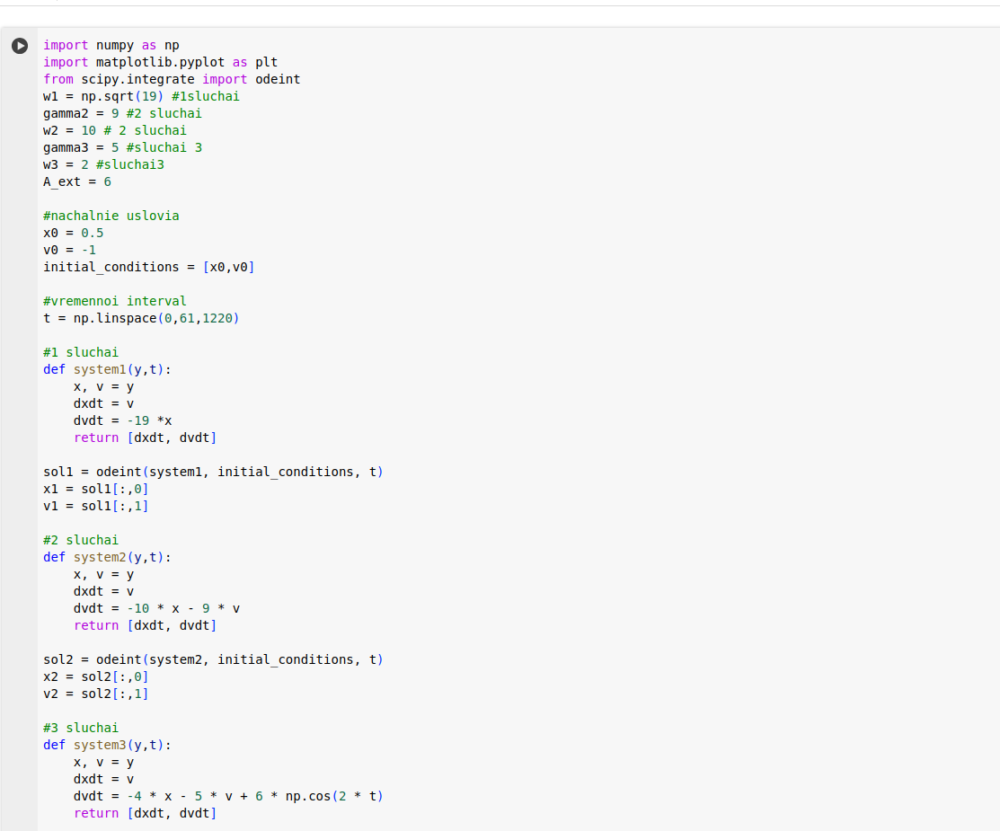 import numpy as np
import matplotlib.pyplot as plt
from scipy.integrate import odeint
w1 = np.sqrt(19) #1sluchai
gamma2 = 9 #2 sluchai
w2 = 10 # 2 sluchai
gamma3 = 5 #sluchai 3
w3 = 2 #sluchai3
A_ext = 6

#nachalnie uslovia
x0 = 0.5
v0 = -1
initial_conditions = [x0,v0]

#vremennoi interval
t = np.linspace(0,61,1220)

#1 sluchai
def system1(y,t):
    x, v = y
    dxdt = v
    dvdt = -19 *x
    return [dxdt, dvdt]

sol1 = odeint(system1, initial_conditions, t)
x1 = sol1[:,0]
v1 = sol1[:,1]

#2 sluchai
def system2(y,t):
    x, v = y
    dxdt = v
    dvdt = -10 * x - 9 * v
    return [dxdt, dvdt]

sol2 = odeint(system2, initial_conditions, t)
x2 = sol2[:,0]
v2 = sol2[:,1]

#3 sluchai
def system3(y,t):
    x, v = y
    dxdt = v
    dvdt = -4 * x - 5 * v + 6 * np.cos(2 * t)
    return [dxdt, dvdt]